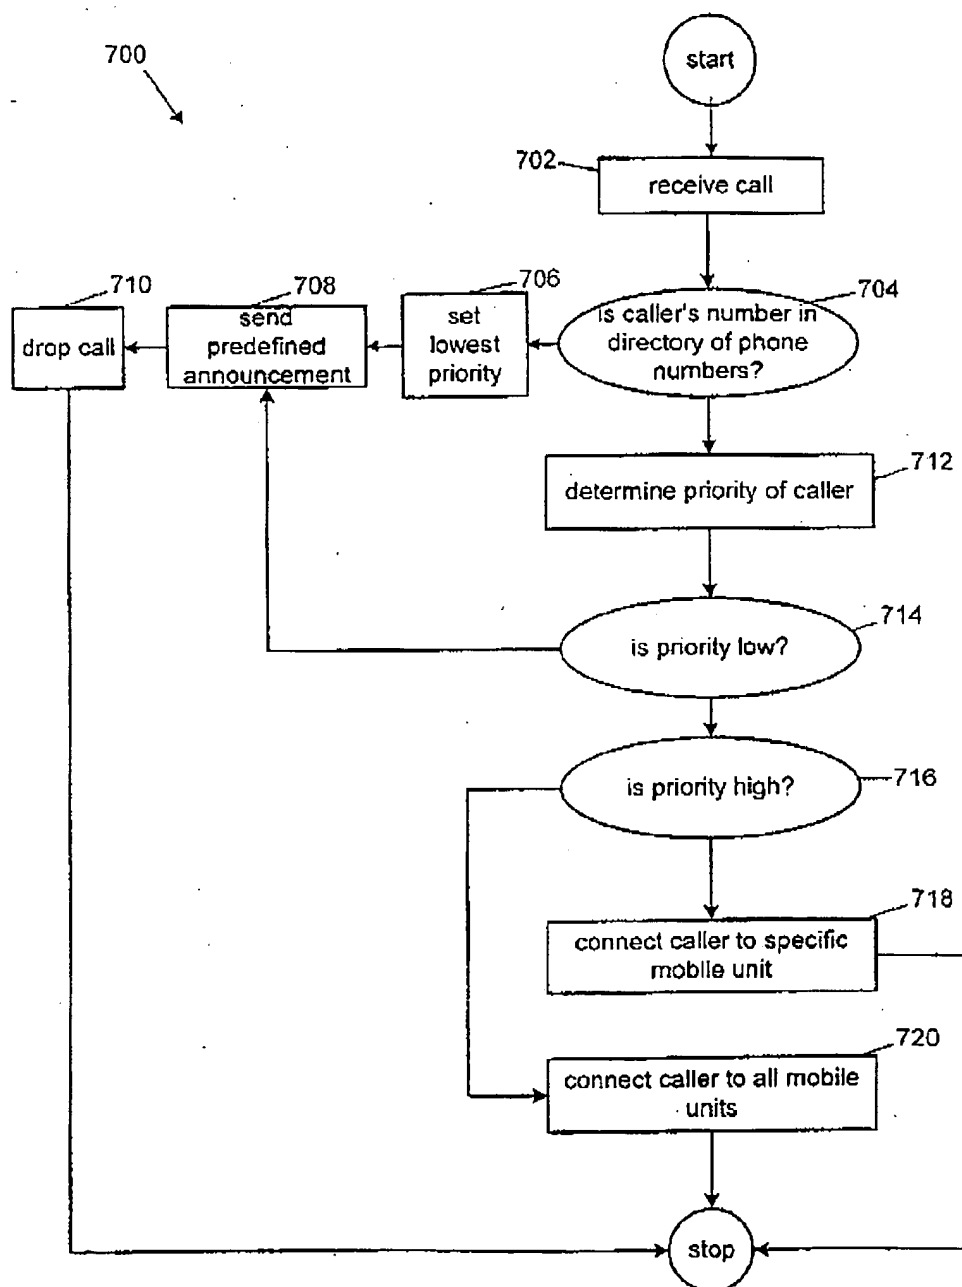 700
start
702
receive call
704
is caller's number in
directory of phone
numbers?
706
set
lowest
priority
708
send
predefined
announcement
710
drop call
712
determine priority of caller
714
is priority low?
716
is priority high?
718
connect caller to specific
mobile unit
720
connect caller to all mobile
units
stop